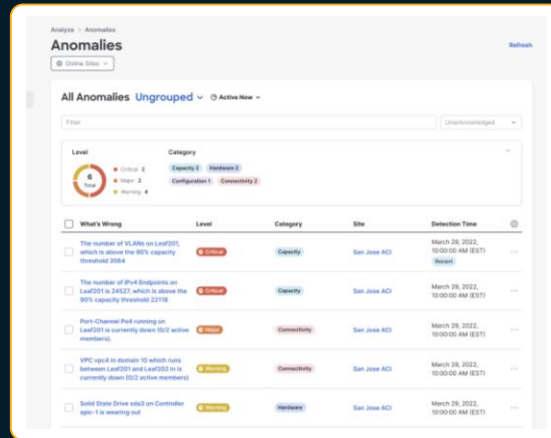 Analyze > Anomalies
Anomalies
Refresh
Online Sites
All Anomalies Ungrouped Active Now
Filter
Unacknowledged
Level
Category
6
Total
Critical 2
Major 2
Warning 4
Capacity 2 Hardware 2
Configuration 1 Connectivity 2
What's Wrong Level Category Site Detection Time
The number of VLANs on Leaf201,
which is above the 90% capacity
threshold 3564
Critical
Capacity
San Jose ACI
March 29, 2022,
10:00:00 AM (EST)
Recent
The number of IPv4 Endpoints on
Leaf201 is 24527, which is above the
90% capacity threshold 22118
Critical
Capacity
San Jose ACI
March 29, 2022,
10:00:00 AM (EST)
Port-Channel Po4 running on
Leaf201 is currently down (0/2 active
members).
Major
Connectivity
San Jose ACI
March 29, 2022,
10:00:00 AM (EST)
VPC vpc4 in domain 10 which runs
between Leaf201 and Leaf202 in is
currently down (0/2 active members)
Warning
Connectivity
San Jose ACI
March 29, 2022,
10:00:00 AM (EST)
Solid State Drive sda3 on Controller
apic-1 is wearing out
Warning
Hardware
San Jose ACI
March 29, 2022,
10:00:00 AM (EST)